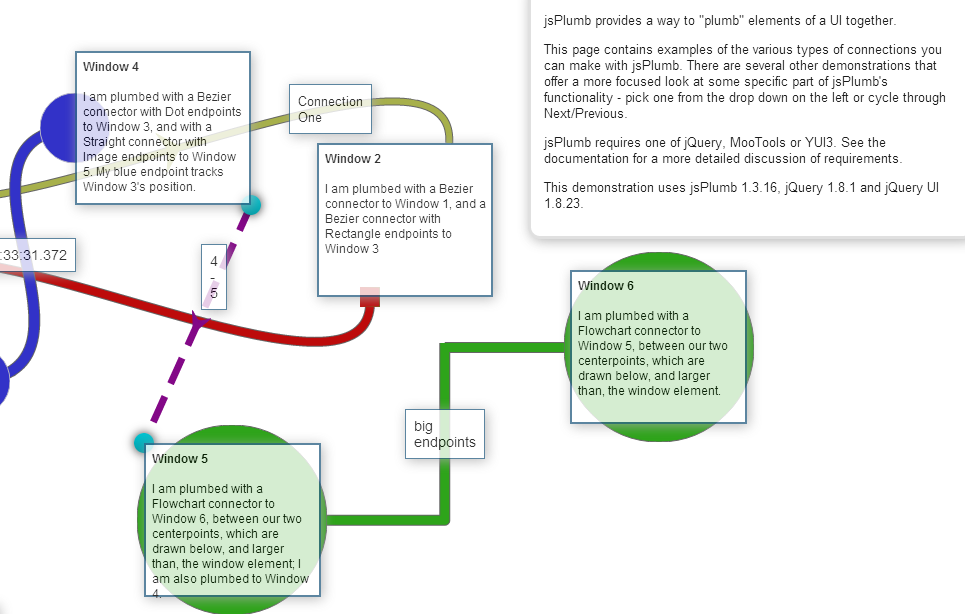 jsPlumb provides a way to "plumb" elements of a UI together.
This page contains examples of the various types of connections you
can make with jsPlumb. There are several other demonstrations that
offer a more focused look at some specific part of jsPlumb's
functionality - pick one from the drop down on the left or cycle through
Next/Previous.
jsPlumb requires one of jQuery, MooTools or YUI3. See the
documentation for a more detailed discussion of requirements.
This demonstration uses jsPlumb 1.3.16, jQuery 1.8.1 and jQuery UI
1.8.23.
Window 4
I am plumbed with a Bezier
connector with Dot endpoints
to Window 3, and with a
Straight connector with
Image endpoints to Window
5. My blue endpoint tracks
Window 3's position.
Connection
One
Window 2
I am plumbed with a Bezier
connector to Window 1, and a
Bezier connector with
Rectangle endpoints to
Window 3
:33:31.372
4
-
5
Window 6
I am plumbed with a
Flowchart connector to
Window 5, between our two
centerpoints, which are
drawn below, and larger
than, the window element.
big
endpoints
Window 5
I am plumbed with a
Flowchart connector to
Window 6, between our two
centerpoints, which are
drawn below, and larger
than, the window element; I
am also plumbed to Window
4.